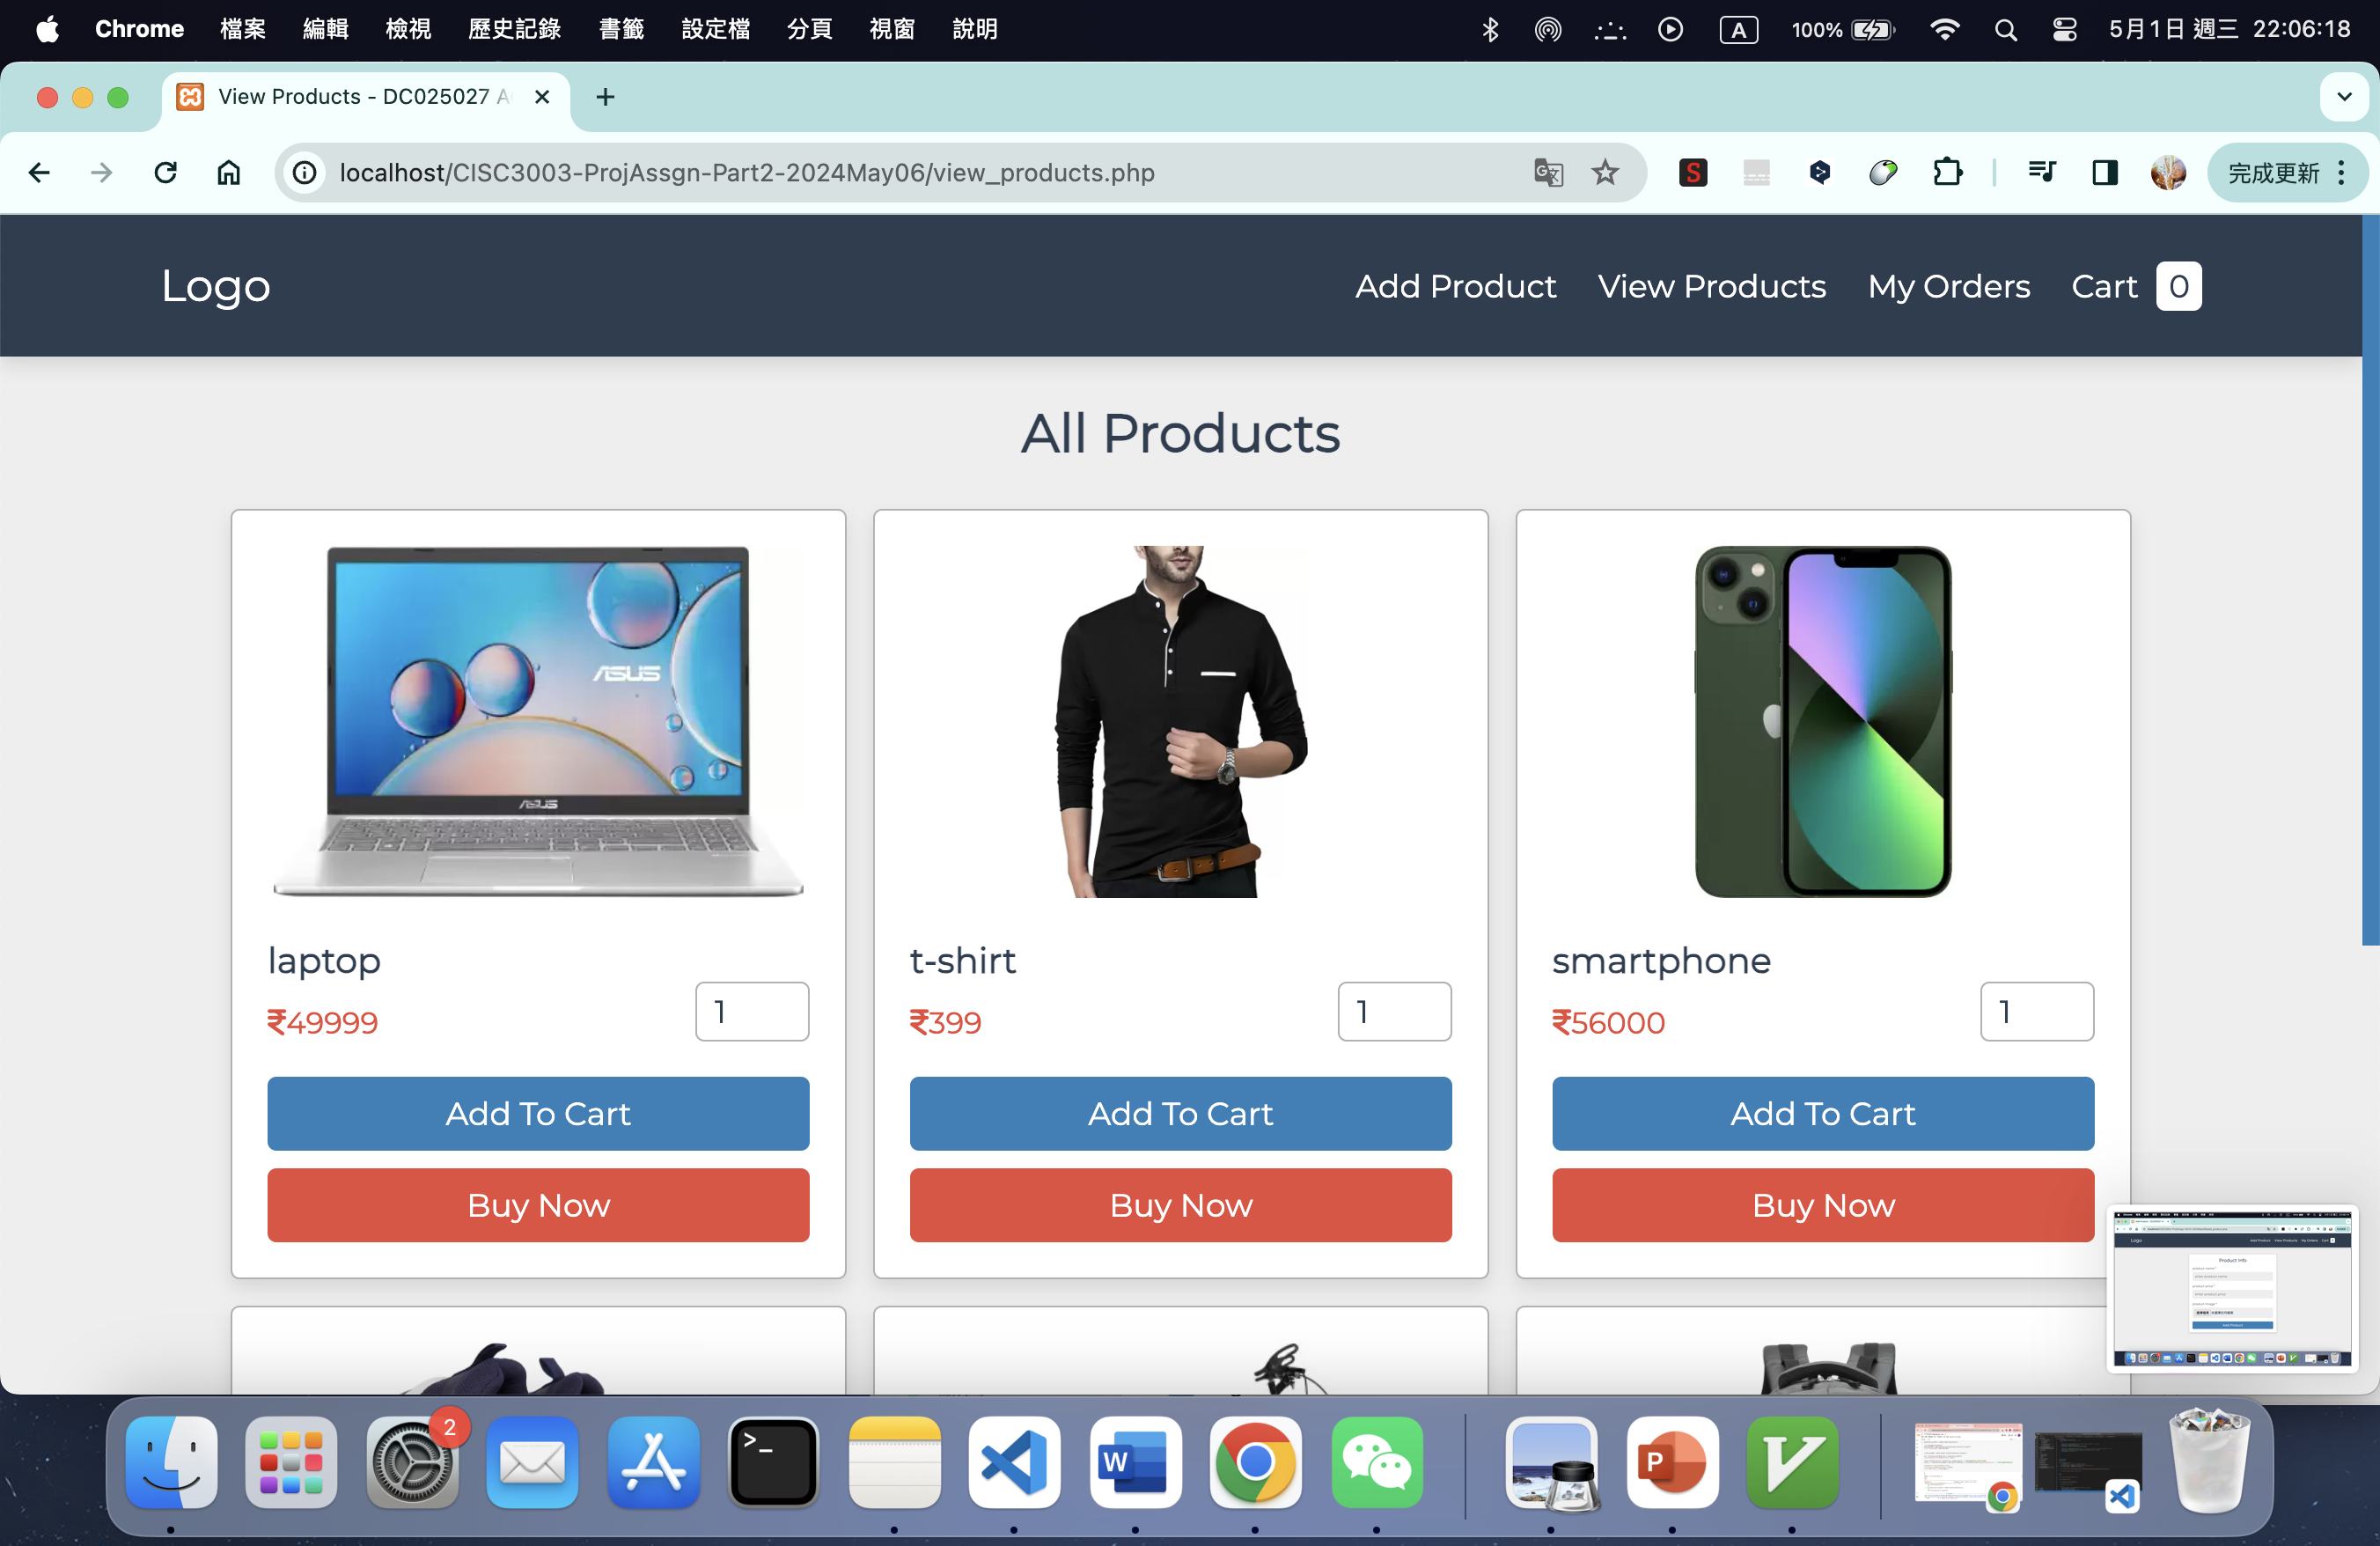 Chrome 檔案 編輯 檢視 歷史記錄 書籤 設定檔 分頁 視窗 說明 A 100% 5月1日 週三 22:06:18
View Products - DC025027
localhost/CISC3003-ProjAssgn-Part2-2024May06/view_products.php S 完成更新
Logo Add Product View Products My Orders Cart 0
All Products
ASUS
ASUS
laptop
₹49999 1
Add To Cart
Buy Now
t-shirt
₹399 1
Add To Cart
Buy Now
smartphone
₹56000 1
Add To Cart
Buy Now
Product Info
2
>_
W
P
V